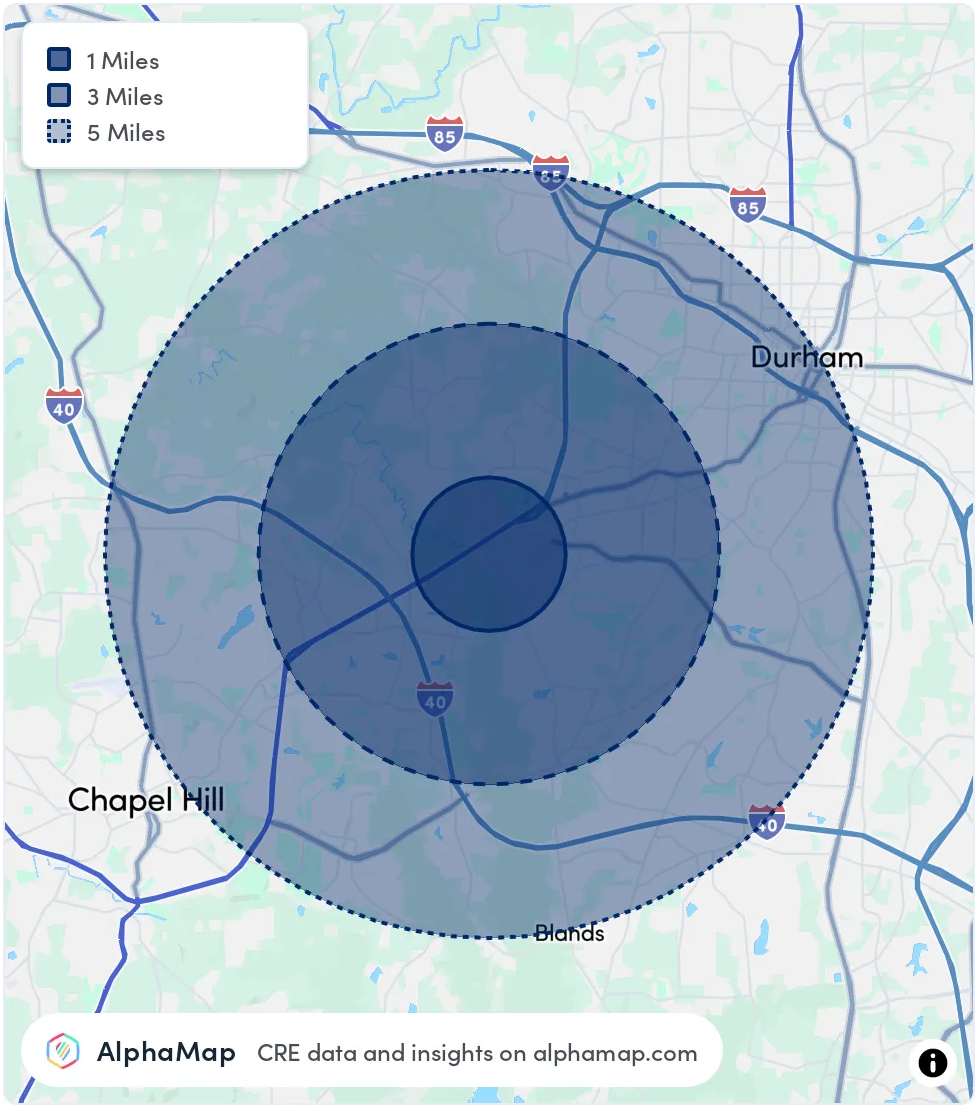 1 Miles
3 Miles
5 Miles
85
85
85
Durham
40
40
Chapel Hill
40
Blands
AlphaMap CRE data and insights on alphamap.com